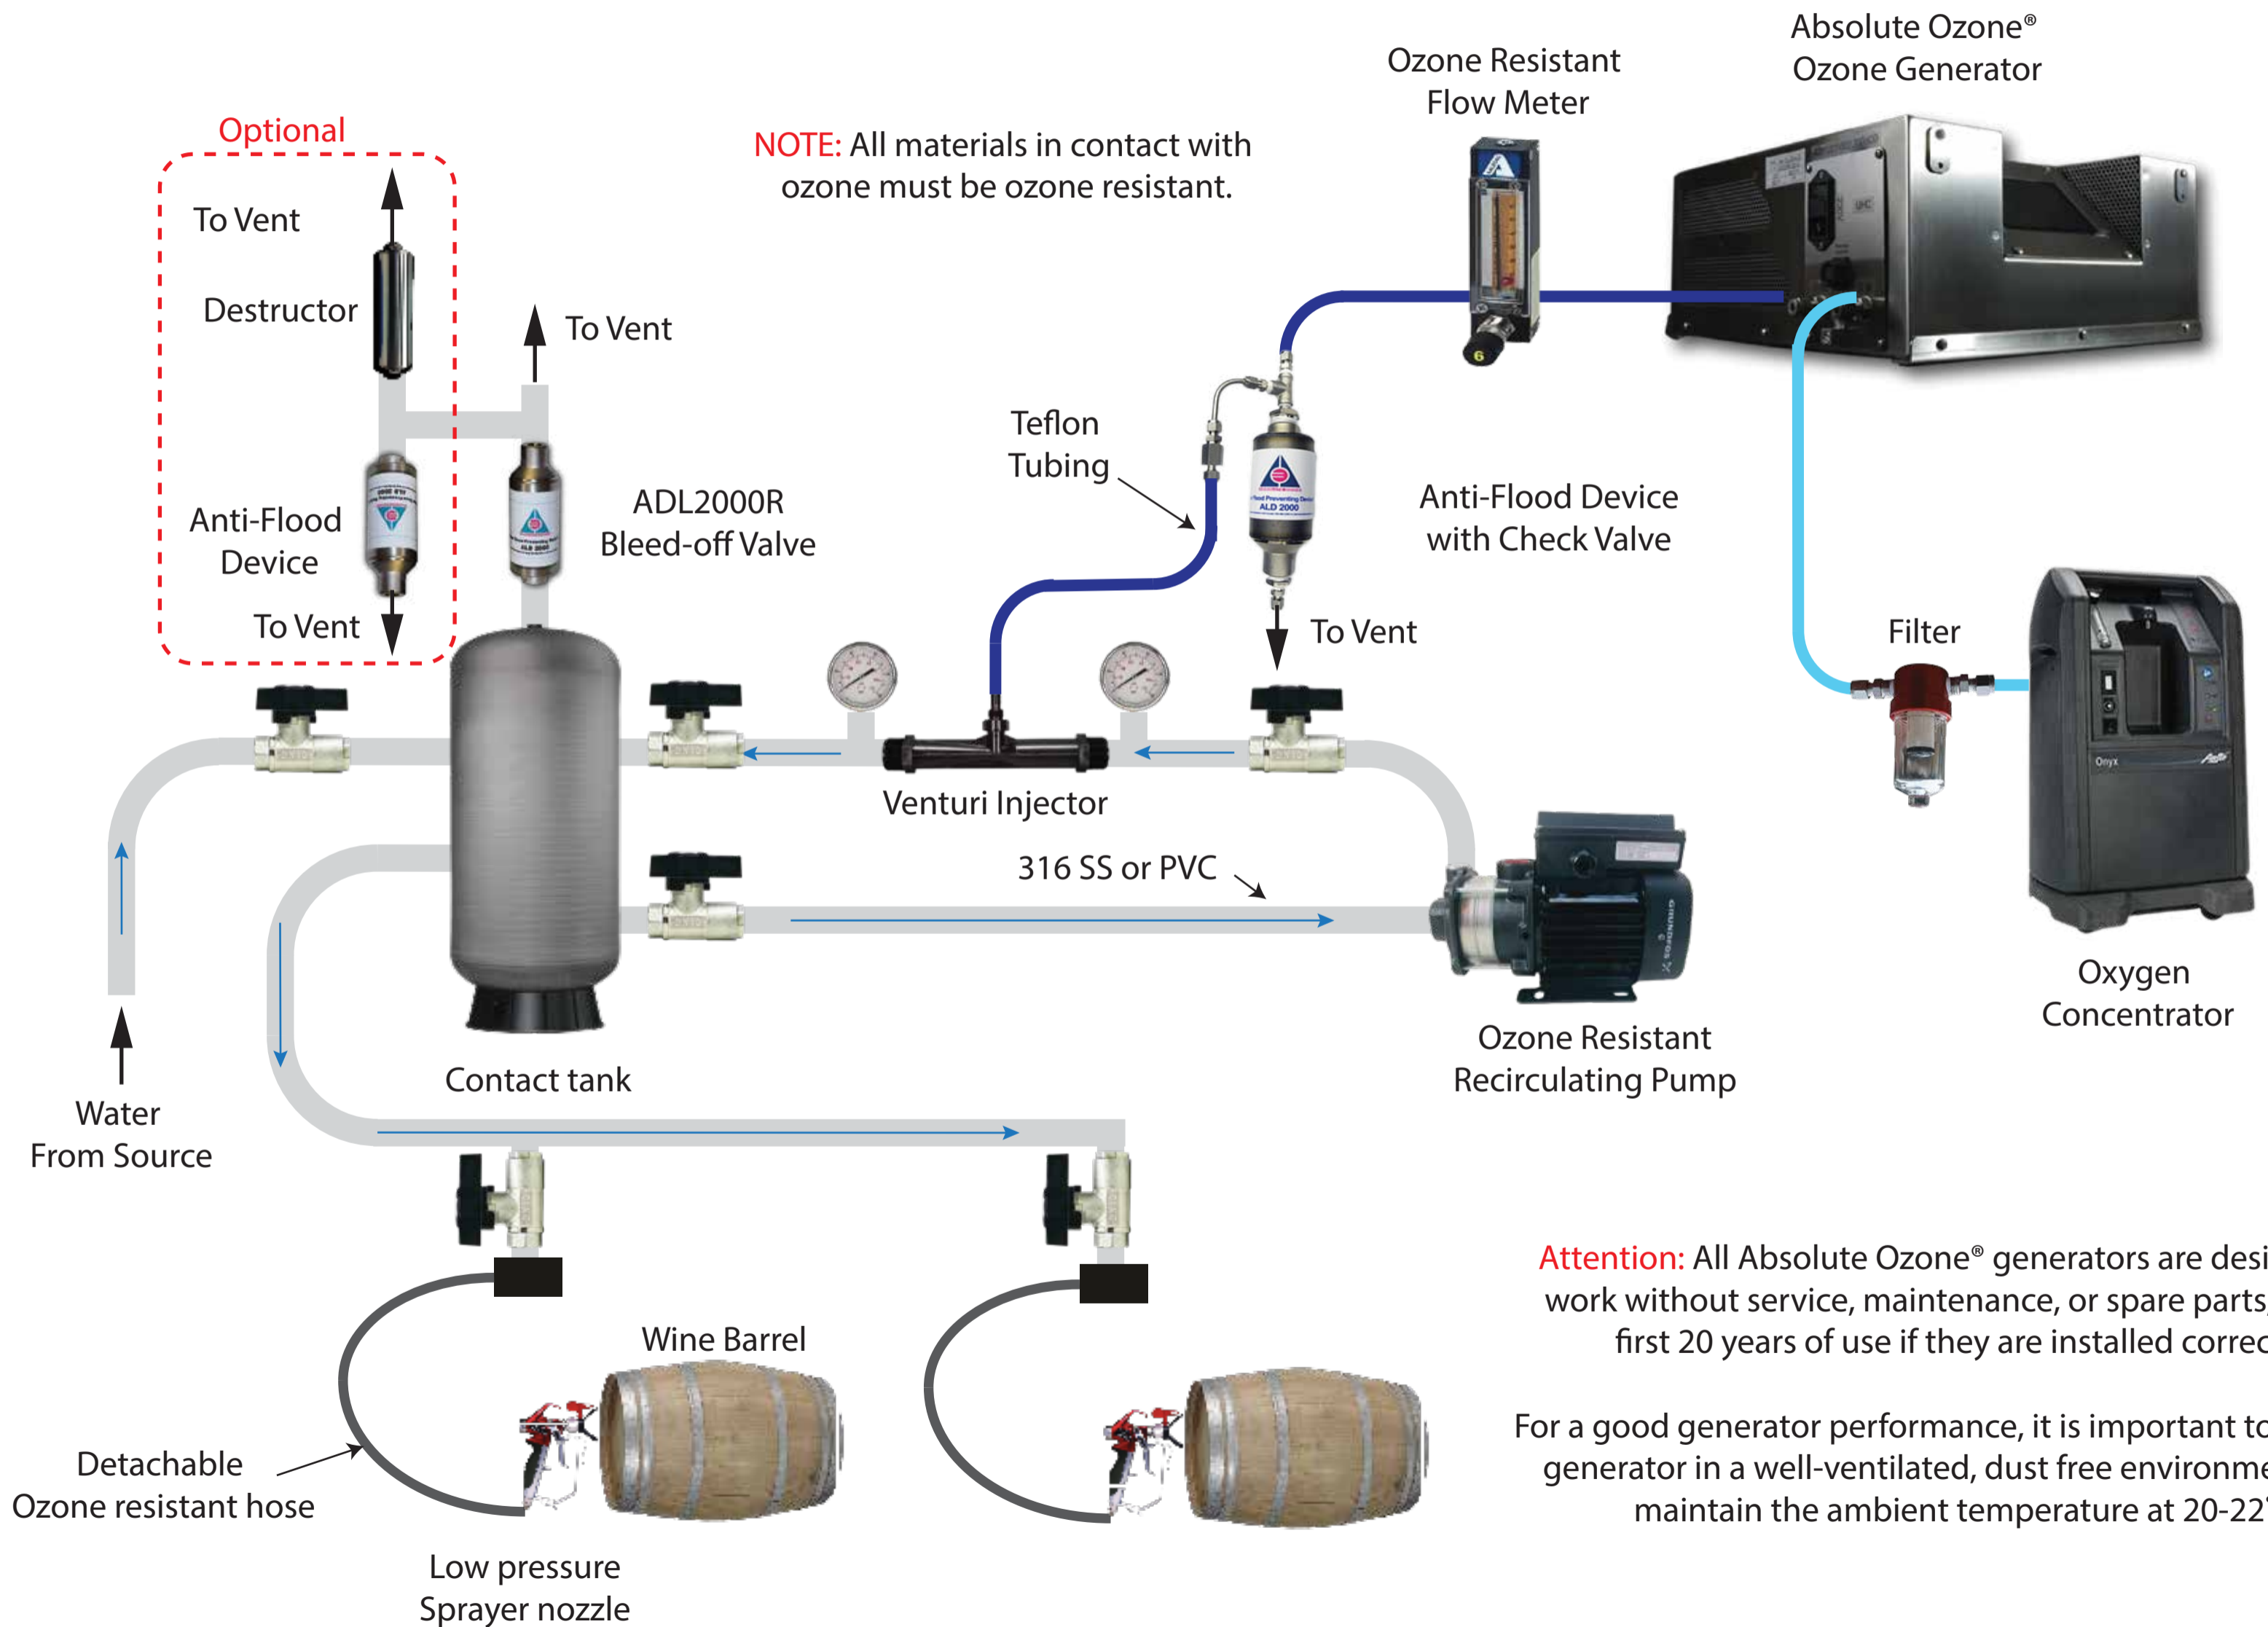 Absolute Ozone®
Ozone Generator
Ozone Resistant
Flow Meter
Optional
NOTE: All materials in contact with
ozone must be ozone resistant.
To Vent
Destructor
To Vent
Teflon
Tubing
ADL2000R
Bleed-off Valve
Anti-Flood
Device
To Vent
ALD 2000
Anti-Flood Device
with Check Valve
To Vent
Filter
Onyx
Venturi Injector
316 SS or PVC
GRUNDFOS
Oxygen
Concentrator
Ozone Resistant
Recirculating Pump
Contact tank
Water
From Source
6
Wine Barrel
Detachable
Ozone resistant hose
Low pressure
Sprayer nozzle
Attention: All Absolute Ozone® generators are desi
work without service, maintenance, or spare parts,
first 20 years of use if they are installed correc
For a good generator performance, it is important to
generator in a well-ventilated, dust free environme
maintain the ambient temperature at 20-22